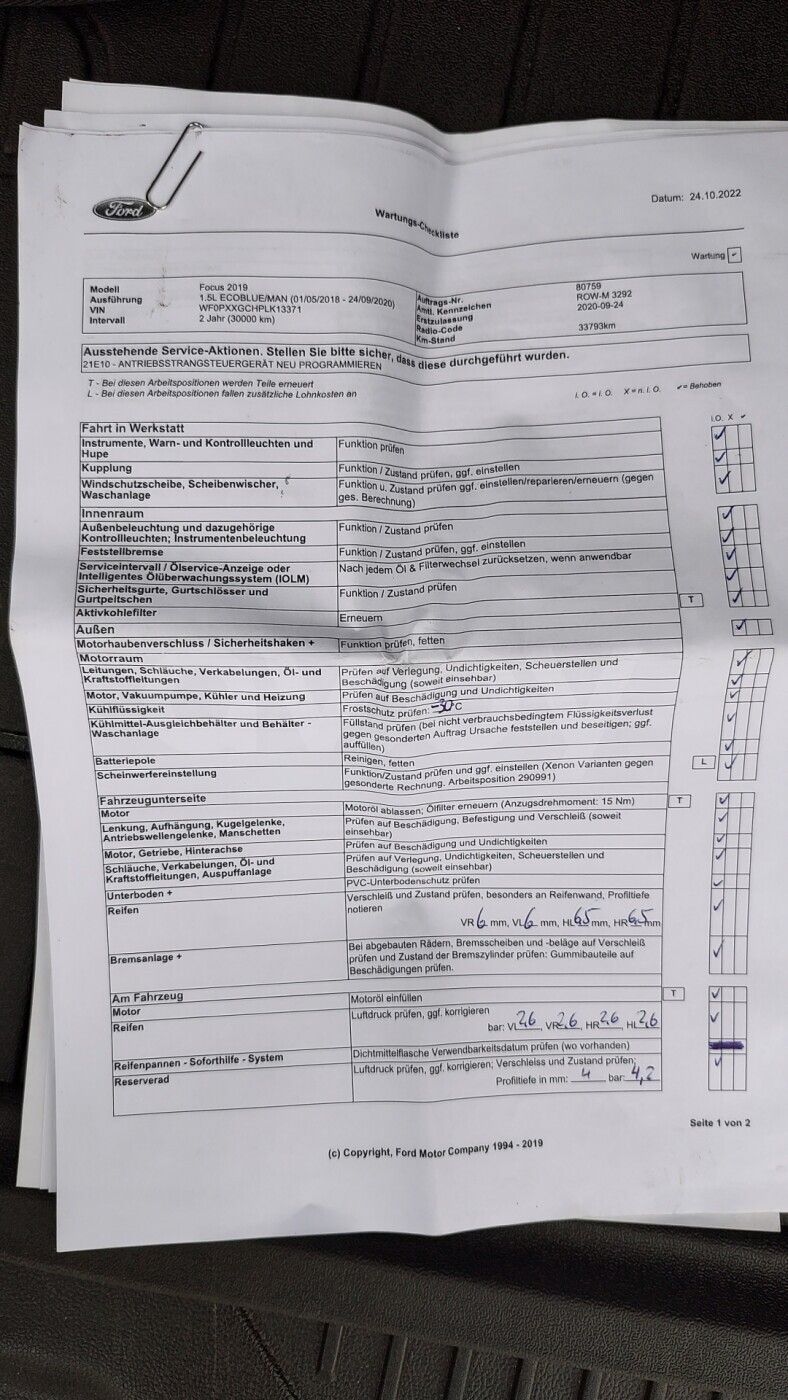 Ford
Datum: 24.10.2022
Wartungs-Checkliste
Wartung ✓
Modell Focus 2019
Ausführung 1.5L ECOBLUE/MAN (01/05/2018 - 24/09/2020)
VIN WF0PXXGCHPLK13371
Intervall 2 Jahr (30000 km)
Auftrags-Nr. 80759
Amtl. Kennzeichen ROW-M 3292
Erstzulassung 2020-09-24
Radio-Code
Km-Stand 33793km
Ausstehende Service-Aktionen. Stellen Sie bitte sicher, dass diese durchgeführt wurden.
21E10 - ANTRIEBSSTRANGSTEUERGERÄT NEU PROGRAMMIEREN
T - Bei diesen Arbeitspositionen werden Teile erneuert
L - Bei diesen Arbeitspositionen fallen zusätzliche Lohnkosten an
I. O. = I. O. X = n. I. O. ✓= Behoben
I.O. X ✓
Fahrt in Werkstatt
Instrumente, Warn- und Kontrollleuchten und Hupe Funktion prüfen ✓
Kupplung Funktion / Zustand prüfen, ggf. einstellen ✓
Windschutzscheibe, Scheibenwischer, Funktion u. Zustand prüfen ggf. einstellen/reparieren/erneuern (gegen ✓
Waschanlage ges. Berechnung)
Innenraum
Außenbeleuchtung und dazugehörige Funktion / Zustand prüfen ✓
Kontrollleuchten; Instrumentenbeleuchtung
Feststellbremse Funktion / Zustand prüfen, ggf. einstellen ✓
Serviceintervall / Ölservice-Anzeige oder Nach jedem Öl & Filterwechsel zurücksetzen, wenn anwendbar ✓
Intelligentes Ölüberwachungssystem (IOLM)
Sicherheitsgurte, Gurtschlösser und Funktion / Zustand prüfen ✓
Gurtpeitschen
Aktivkohlefilter Erneuern T ✓
Außen
Motorhaubenverschluss / Sicherheitshaken + Funktion prüfen, fetten ✓
Motorraum
Leitungen, Schläuche, Verkabelungen, Öl- und Prüfen auf Verlegung, Undichtigkeiten, Scheuerstellen und ✓
Kraftstoffleitungen Beschädigung (soweit einsehbar)
Motor, Vakuumpumpe, Kühler und Heizung Prüfen auf Beschädigung und Undichtigkeiten ✓
Kühlflüssigkeit Frostschutz prüfen: -30°C ✓
Kühlmittel-Ausgleichbehälter und Behälter - Füllstand prüfen (bei nicht verbrauchsbedingtem Flüssigkeitsverlust ✓
Waschanlage gegen gesonderten Auftrag Ursache feststellen und beseitigen; ggf.
auffüllen)
Batteriepole Reinigen, fetten ✓
Scheinwerfereinstellung Funktion/Zustand prüfen und ggf. einstellen (Xenon Varianten gegen L ✓
gesonderte Rechnung. Arbeitsposition 290991)
Fahrzeugunterseite
Motor Motoröl ablassen; Ölfilter erneuern (Anzugsdrehmoment: 15 Nm) T ✓
Lenkung, Aufhängung, Kugelgelenke, Prüfen auf Beschädigung, Befestigung und Verschleiß (soweit ✓
Antriebswellengelenke, Manschetten einsehbar)
Motor, Getriebe, Hinterachse Prüfen auf Beschädigung und Undichtigkeiten ✓
Schläuche, Verkabelungen, Öl- und Prüfen auf Verlegung, Undichtigkeiten, Scheuerstellen und ✓
Kraftstoffleitungen, Auspuffanlage Beschädigung (soweit einsehbar)
Unterboden + PVC-Unterbodenschutz prüfen ✓
Reifen Verschleiß und Zustand prüfen, besonders an Reifenwand, Profiltiefe ✓
notieren
VR 6 mm, VL 6 mm, HL 6,5 mm, HR 6,5 mm
Bremsanlage + Bei abgebauten Rädern, Bremsscheiben und -beläge auf Verschleiß ✓
prüfen und Zustand der Bremszylinder prüfen: Gummibauteile auf
Beschädigungen prüfen.
Am Fahrzeug
Motor Motoröl einfüllen T ✓
Reifen Luftdruck prüfen, ggf. korrigieren ✓
bar: VL 2,6, VR 2,6, HR 2,6, HL 2,6
Reifenpannen - Soforthilfe - System Dichtmittelflasche Verwendbarkeitsdatum prüfen (wo vorhanden)
Reserverad Luftdruck prüfen, ggf. korrigieren; Verschleiss und Zustand prüfen; ✓
Profiltiefe in mm: 4 bar: 4,2
Seite 1 von 2
(c) Copyright, Ford Motor Company 1994 - 2019